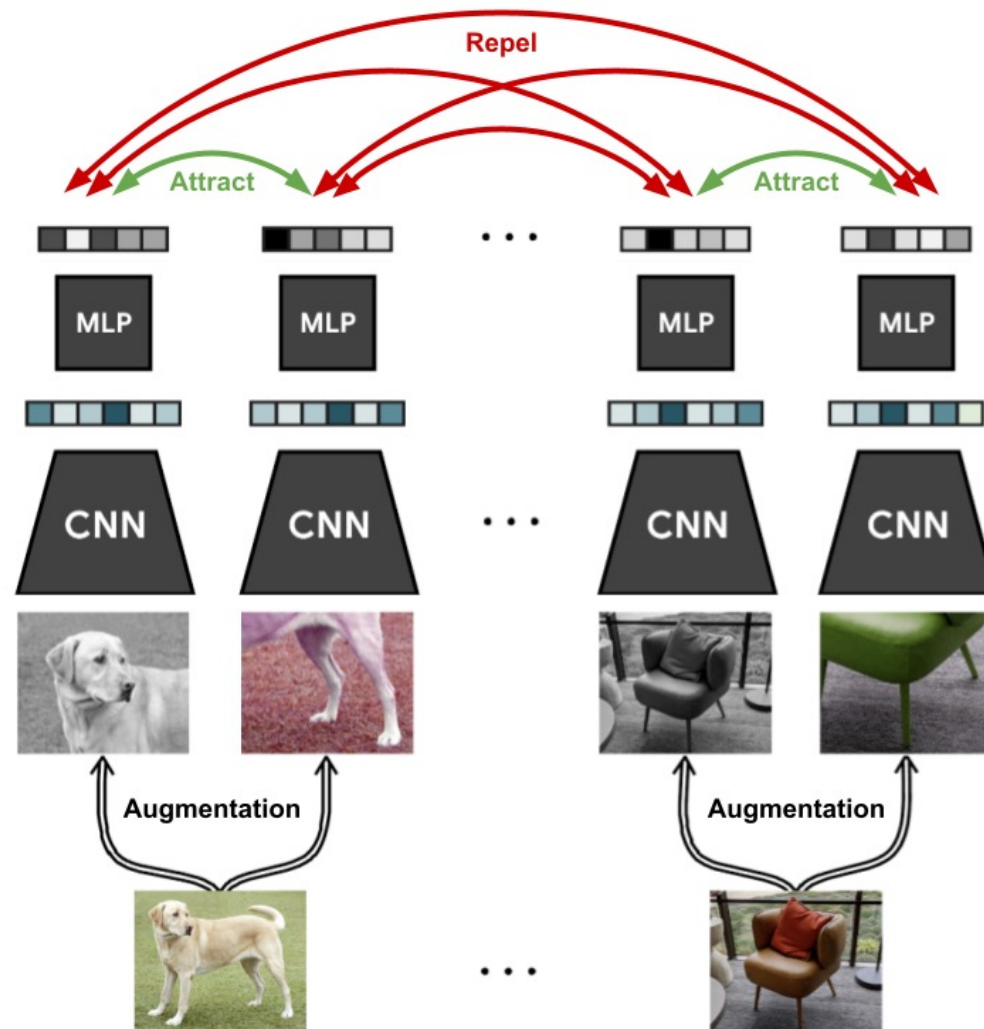 Repel
Attract
Attract
MLP
MLP
MLP
MLP
CNN
CNN
CNN
CNN
Augmentation
Augmentation